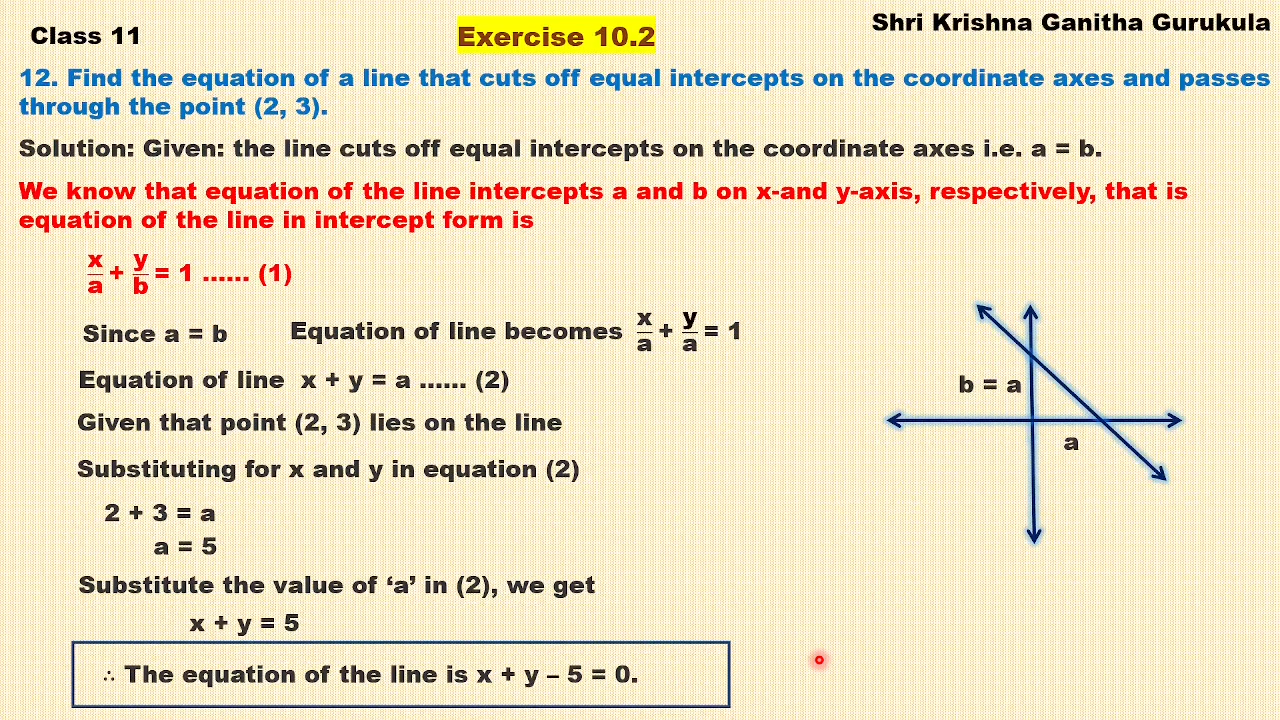 Shri Krishna Ganitha Gurukula
Class 11
Exercise 10.2
12. Find the equation of a line that cuts off equal intercepts on the coordinate axes and passes
through the point (2, 3).
Solution: Given: the line cuts off equal intercepts on the coordinate axes i.e. a = b.
We know that equation of the line intercepts a and b on x-and y-axis, respectively, that is
equation of the line in intercept form is
x/a + y/b = 1 ...... (1)
Since a = b
Equation of line becomes x/a + y/a = 1
Equation of line x + y = a ...... (2)
Given that point (2, 3) lies on the line
Substituting for x and y in equation (2)
2 + 3 = a
a = 5
Substitute the value of ‘a’ in (2), we get
x + y = 5
∴ The equation of the line is x + y – 5 = 0.
b = a
a